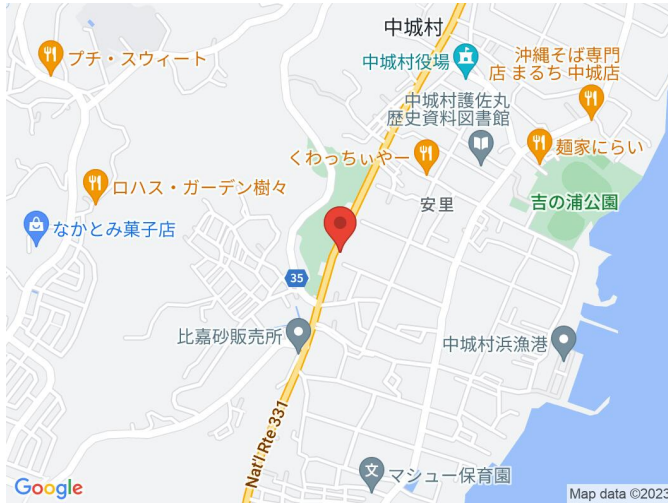 中城村
プチ・スウィート
中城村役場
沖縄そば専門
店 まるち 中城店
中城村護佐丸
歴史資料図書館
くわっちぃやー
麺家にらい
ロハス・ガーデン樹々
安里
吉の浦公園
なかとみ菓子店
35
比嘉砂販売所
中城村浜漁港
Nat'l Rte 331
文
マシュー保育園
Google
Map data ©2023